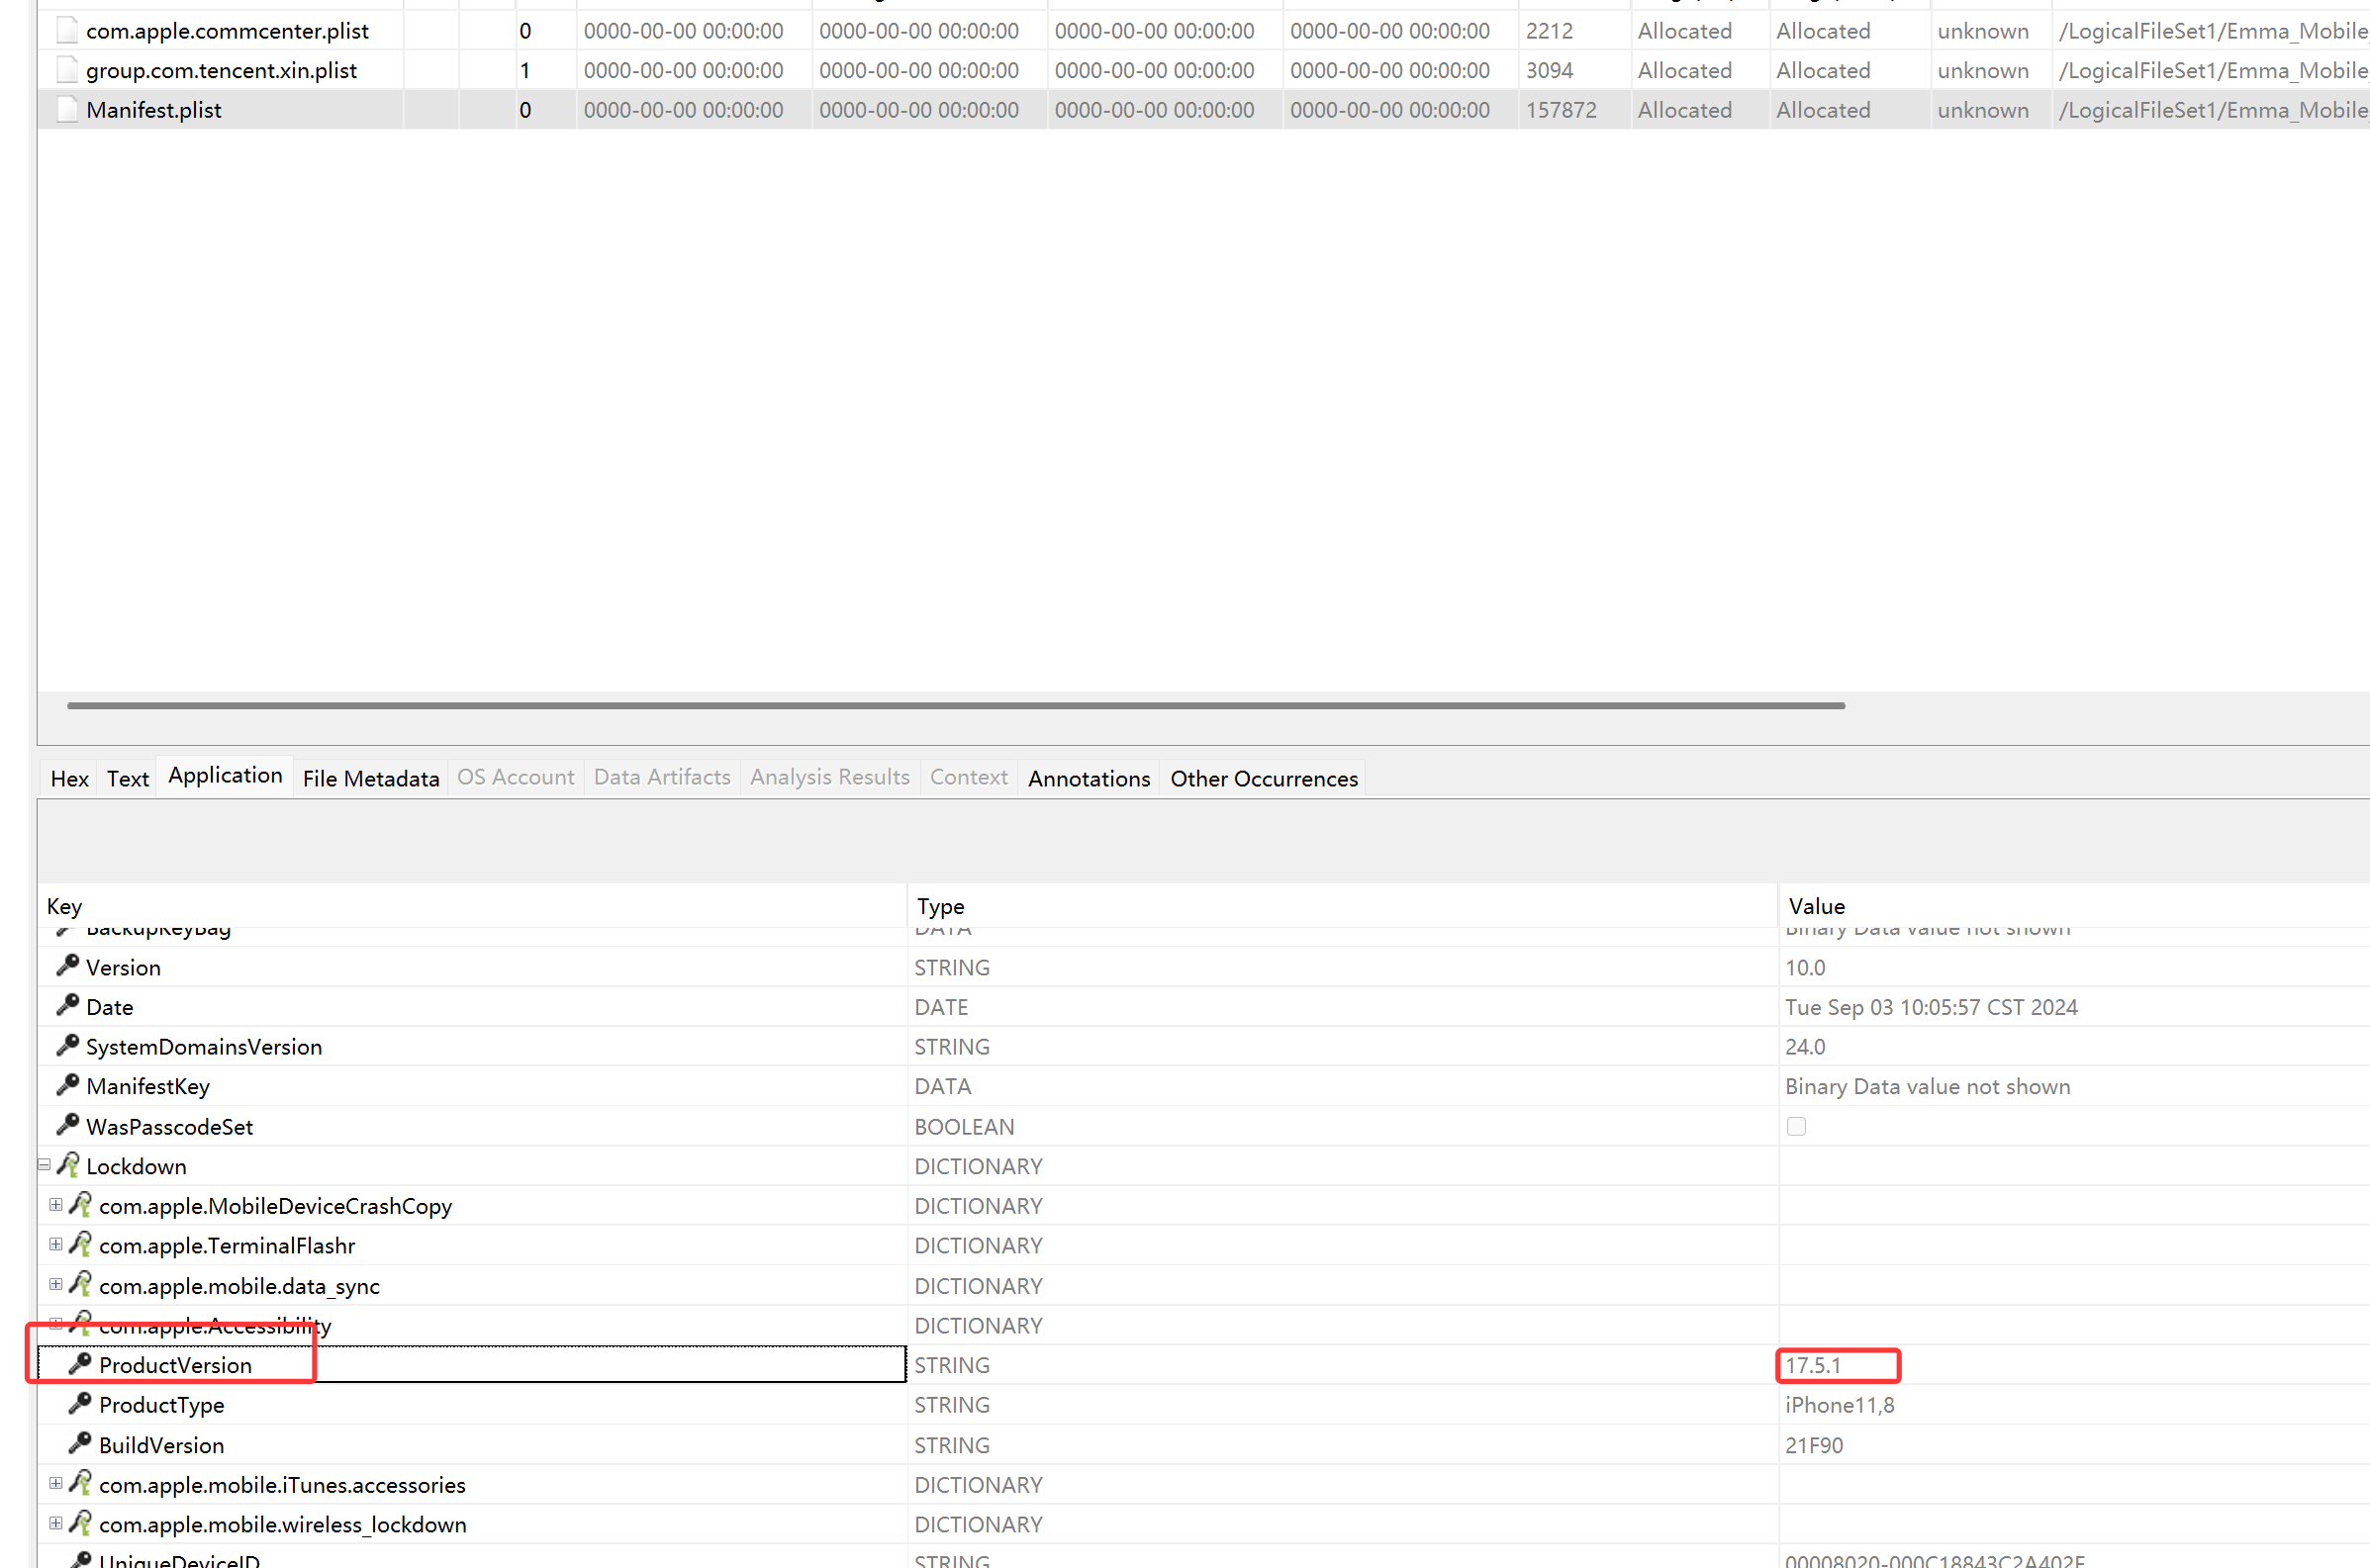 com.apple.commcenter.plist 0 0000-00-00 00:00:00 0000-00-00 00:00:00 0000-00-00 00:00:00 0000-00-00 00:00:00 2212 Allocated Allocated unknown /LogicalFileSet1/Emma_Mobile
group.com.tencent.xin.plist 1 0000-00-00 00:00:00 0000-00-00 00:00:00 0000-00-00 00:00:00 0000-00-00 00:00:00 3094 Allocated Allocated unknown /LogicalFileSet1/Emma_Mobile
Manifest.plist 0 0000-00-00 00:00:00 0000-00-00 00:00:00 0000-00-00 00:00:00 0000-00-00 00:00:00 157872 Allocated Allocated unknown /LogicalFileSet1/Emma_Mobile
Hex Text Application File Metadata OS Account Data Artifacts Analysis Results Context Annotations Other Occurrences
Key Type Value
BackupKeyBag DATA Binary Data value not shown
Version STRING 10.0
Date DATE Tue Sep 03 10:05:57 CST 2024
SystemDomainsVersion STRING 24.0
ManifestKey DATA Binary Data value not shown
WasPasscodeSet BOOLEAN
Lockdown DICTIONARY
com.apple.MobileDeviceCrashCopy DICTIONARY
com.apple.TerminalFlashr DICTIONARY
com.apple.mobile.data_sync DICTIONARY
com.apple.Accessibility DICTIONARY
ProductVersion STRING 17.5.1
ProductType STRING iPhone11,8
BuildVersion STRING 21F90
com.apple.mobile.iTunes.accessories DICTIONARY
com.apple.mobile.wireless_lockdown DICTIONARY
UniqueDeviceID STRING 00008020-000C18843C2A402E